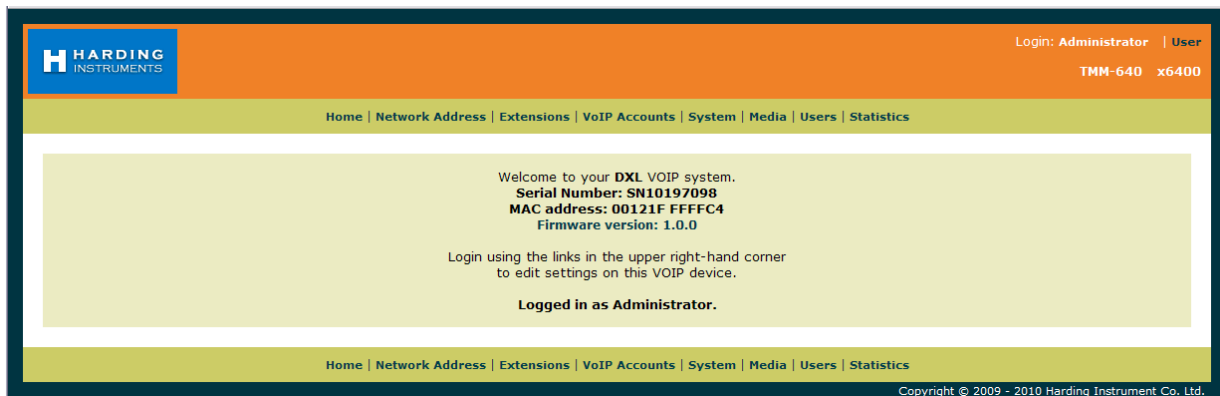 HARDING
INSTRUMENTS
Login: Administrator | User
TMM-640 x6400
Home | Network Address | Extensions | VoIP Accounts | System | Media | Users | Statistics
Welcome to your DXL VOIP system.
Serial Number: SN10197098
MAC address: 00121F FFFFC4
Firmware version: 1.0.0
Login using the links in the upper right-hand corner
to edit settings on this VOIP device.
Logged in as Administrator.
Home | Network Address | Extensions | VoIP Accounts | System | Media | Users | Statistics
Copyright © 2009 - 2010 Harding Instrument Co. Ltd.